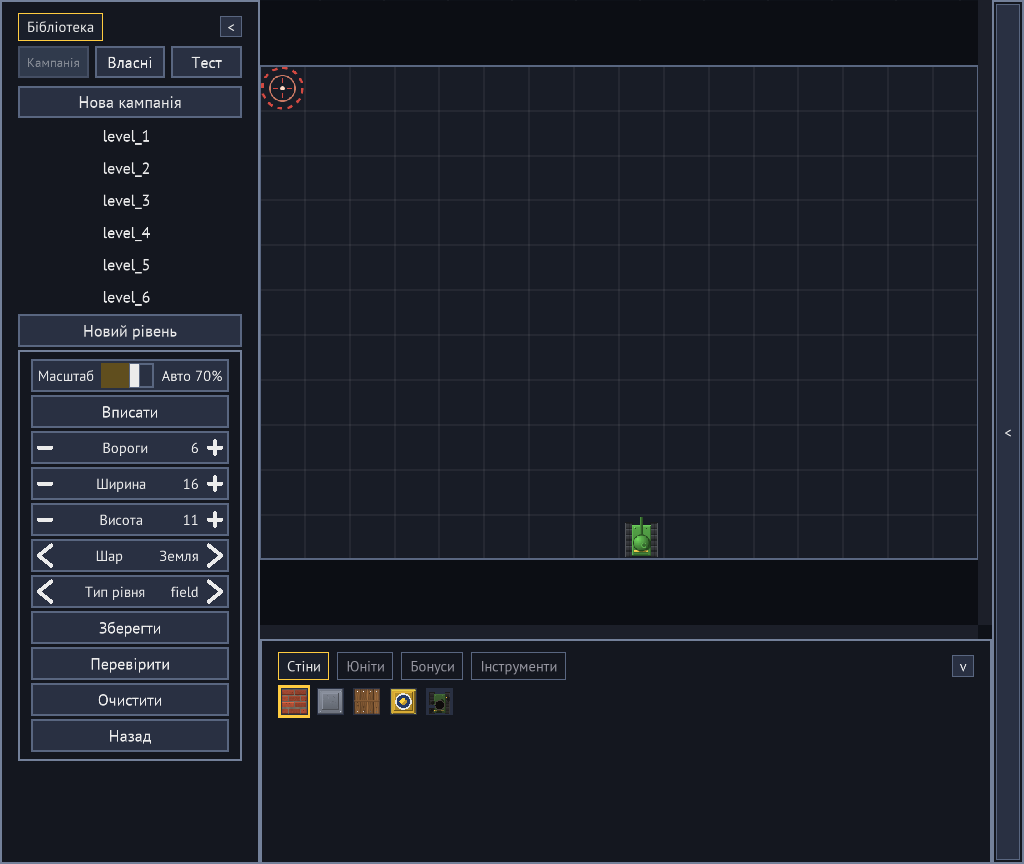 Бібліотека <
Кампанія Власні Тест
Нова кампанія
level_1
level_2
level_3
level_4
level_5
level_6
Новий рівень
Масштаб Авто 70%
Вписати
Вороги 6
Ширина 16
Висота 11
Шар Земля
Тип рівня field
Зберегти
Перевірити
Очистити
Назад
Стіни Юніти Бонуси Інструменти v
<